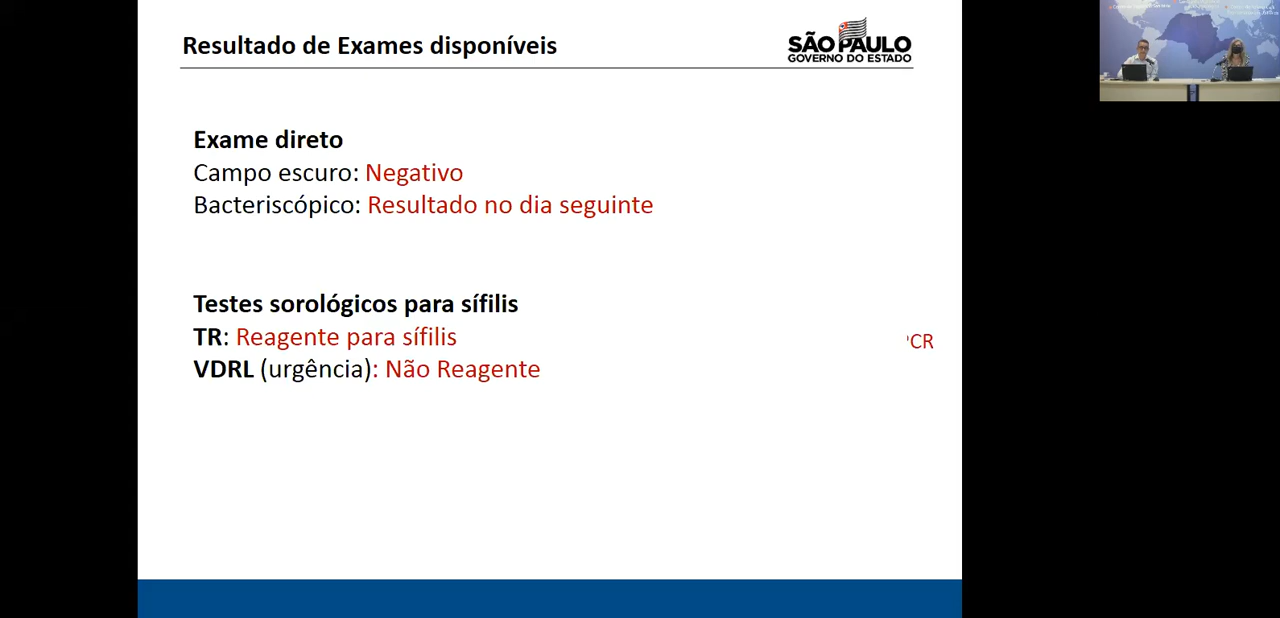 Resultado de Exames disponíveis
SÃO PAULO
GOVERNO DO ESTADO
Exame direto
Campo escuro: Negativo
Bacteriscópico: Resultado no dia seguinte
Testes sorológicos para sífilis
TR: Reagente para sífilis
CR
VDRL (urgência): Não Reagente